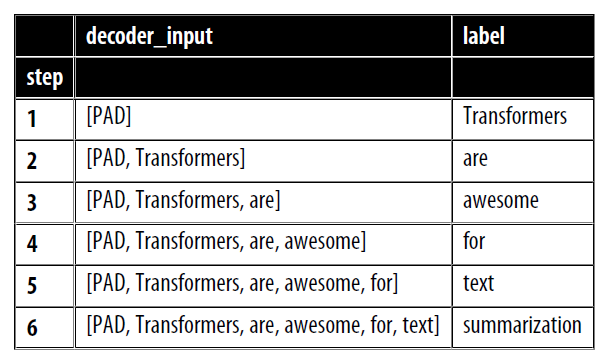 decoder_input label
step
1 [PAD] Transformers
2 [PAD, Transformers] are
3 [PAD, Transformers, are] awesome
4 [PAD, Transformers, are, awesome] for
5 [PAD, Transformers, are, awesome, for] text
6 [PAD, Transformers, are, awesome, for, text] summarization